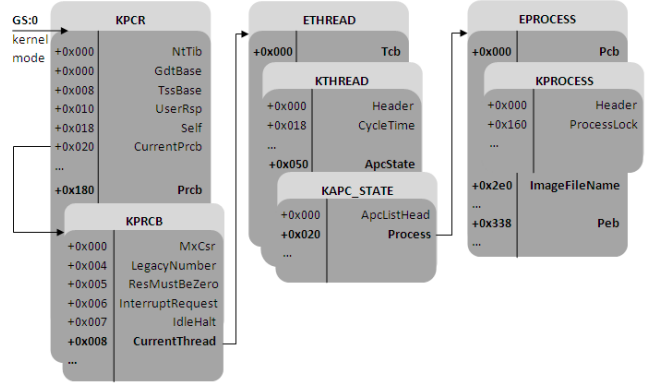 GS:0
kernel
mode
KPCR
+0x000 NtTib
+0x000 GdtBase
+0x008 TssBase
+0x010 UserRsp
+0x018 Self
+0x020 CurrentPrcb
...
+0x180 Prcb
KPRCB
+0x000 MxCsr
+0x004 LegacyNumber
+0x005 ResMustBeZero
+0x006 InterruptRequest
+0x007 IdleHalt
+0x008 CurrentThread
...
ETHREAD
+0x000 Tcb
KTHREAD
+0x000 Header
+0x018 CycleTime
...
+0x050 ApcState
KAPC_STATE
+0x000 ApcListHead
+0x020 Process
...
EPROCESS
+0x000 Pcb
KPROCESS
+0x000 Header
+0x160 ProcessLock
...
+0x2e0 ImageFileName
...
+0x338 Peb
...